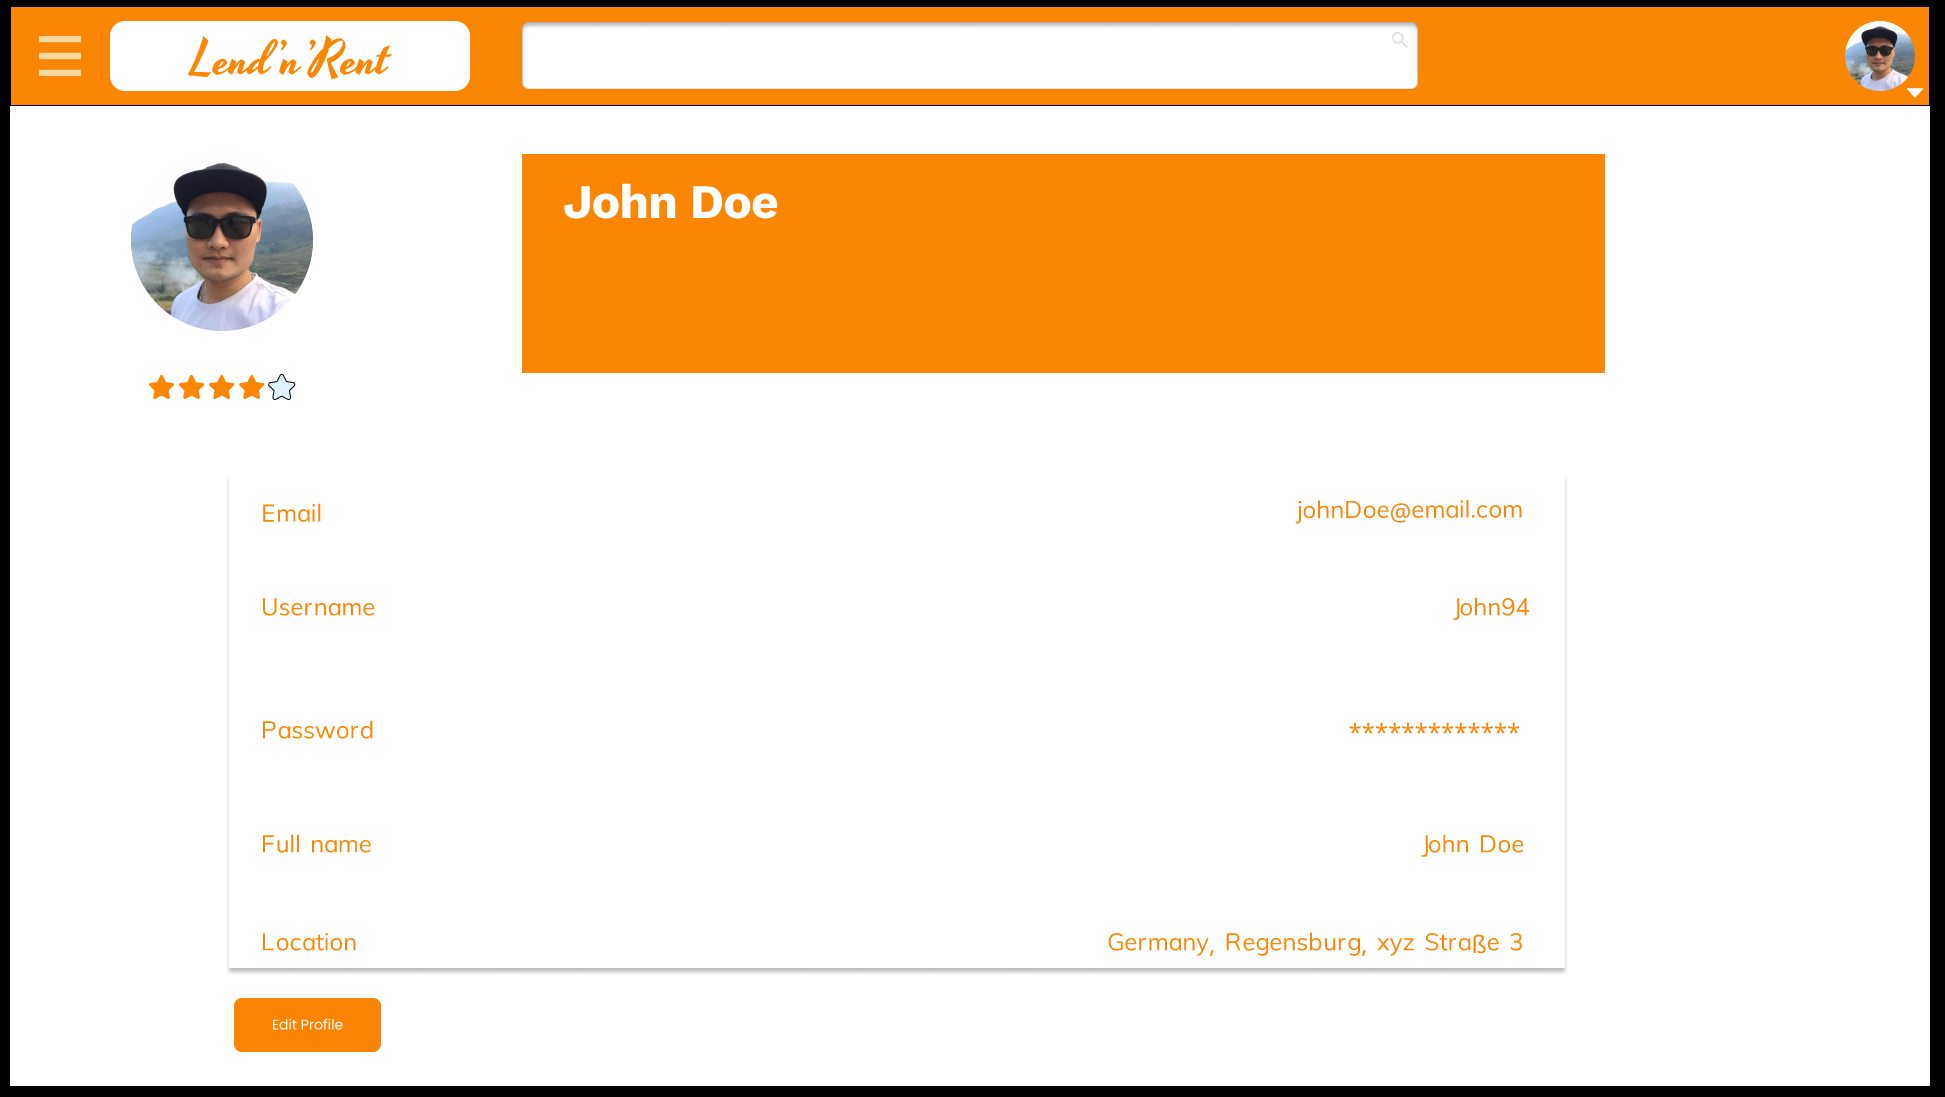 Lend'n'Rent
John Doe
Email
johnDoe@email.com
Username
John94
Password
*************
Full name
John Doe
Location
Germany, Regensburg, xyz Straße 3
Edit Profile